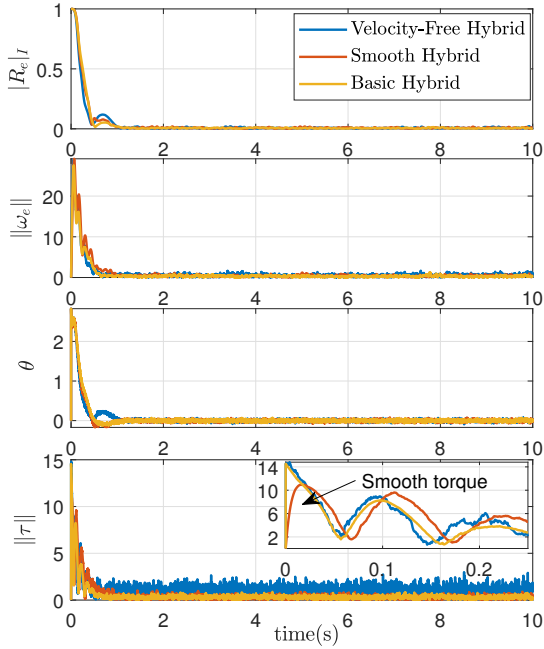 1
0.5
0
|R_e|_I
Velocity-Free Hybrid
Smooth Hybrid
Basic Hybrid
0 2 4 6 8 10
20
10
0
||ω_e||
0 2 4 6 8 10
2
1
0
θ
0 2 4 6 8 10
15
10
5
0
||τ||
14
10
6
2
Smooth torque
0 0.1 0.2
0 2 4 6 8 10
time(s)